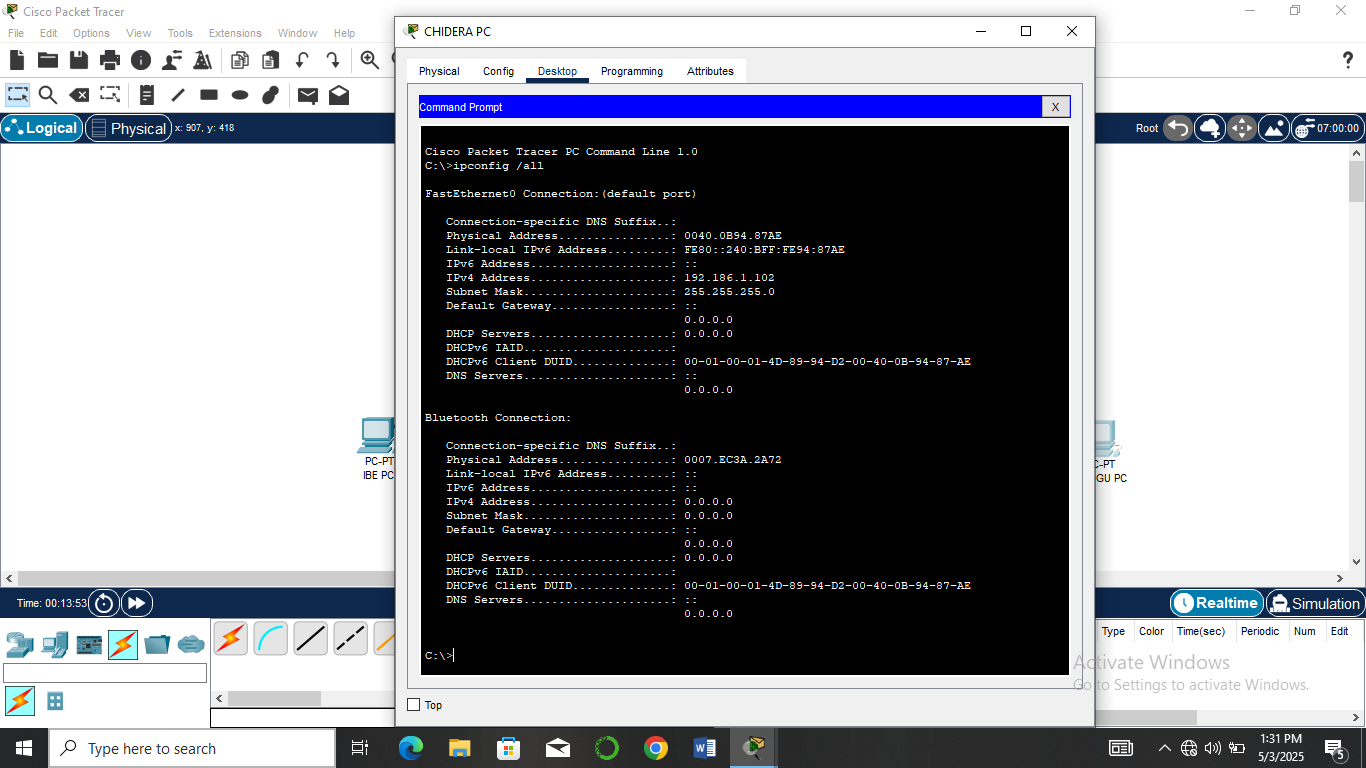 Cisco Packet Tracer
File Edit Options View Tools Extensions Window Help
Logical Physical x: 907, y: 418
Root 07:00:00
PC-PT
IBE PC
C-PT
GU PC
CHIDERA PC
Physical Config Desktop Programming Attributes
Command Prompt X
Cisco Packet Tracer PC Command Line 1.0
C:\>ipconfig /all
FastEthernet0 Connection:(default port)
Connection-specific DNS Suffix..:
Physical Address................: 0040.0B94.87AE
Link-local IPv6 Address.........: FE80::240:BFF:FE94:87AE
IPv6 Address....................: ::
IPv4 Address....................: 192.186.1.102
Subnet Mask.....................: 255.255.255.0
Default Gateway.................: ::
0.0.0.0
DHCP Servers....................: 0.0.0.0
DHCPv6 IAID.....................:
DHCPv6 Client DUID..............: 00-01-00-01-4D-89-94-D2-00-40-0B-94-87-AE
DNS Servers.....................: ::
0.0.0.0
Bluetooth Connection:
Connection-specific DNS Suffix..:
Physical Address................: 0007.EC3A.2A72
Link-local IPv6 Address.........: ::
IPv6 Address....................: ::
IPv4 Address....................: 0.0.0.0
Subnet Mask.....................: 0.0.0.0
Default Gateway.................: ::
0.0.0.0
DHCP Servers....................: 0.0.0.0
DHCPv6 IAID.....................:
DHCPv6 Client DUID..............: 00-01-00-01-4D-89-94-D2-00-40-0B-94-87-AE
DNS Servers.....................: ::
0.0.0.0
C:\>
Top
Time: 00:13:53
Realtime Simulation
Type Color Time(sec) Periodic Num Edit
Activate Windows
Go to Settings to activate Windows.
Type here to search
1:31 PM
5/3/2025
5